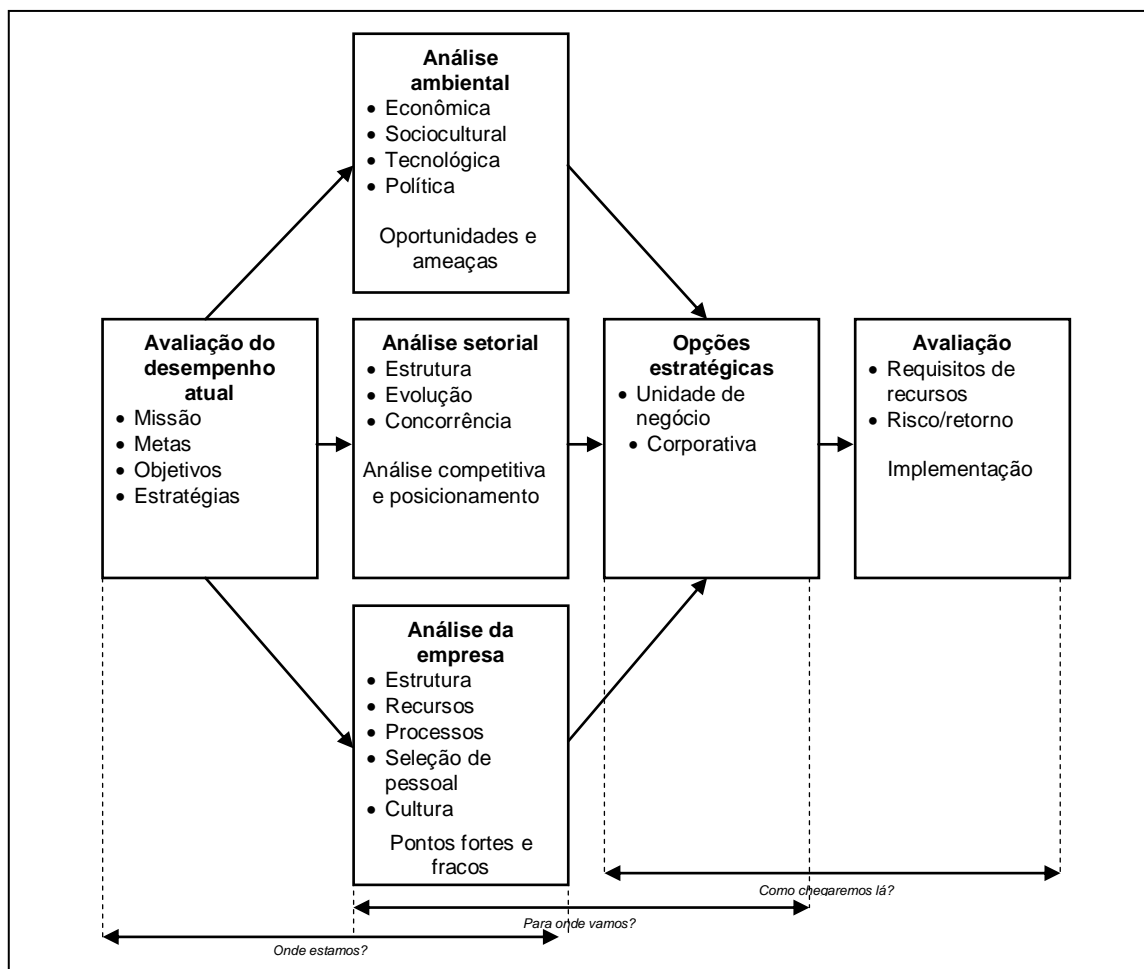 Análise
ambiental
• Econômica
• Sociocultural
• Tecnológica
• Política
Oportunidades e
ameaças
Avaliação do
desempenho
atual
• Missão
• Metas
• Objetivos
• Estratégias
Análise setorial
• Estrutura
• Evolução
• Concorrência
Análise competitiva
e posicionamento
Opções
estratégicas
• Unidade de
negócio
• Corporativa
Avaliação
• Requisitos de
recursos
• Risco/retorno
Implementação
Análise da
empresa
• Estrutura
• Recursos
• Processos
• Seleção de
pessoal
• Cultura
Pontos fortes e
fracos
Como chegaremos lá?
Para onde vamos?
Onde estamos?